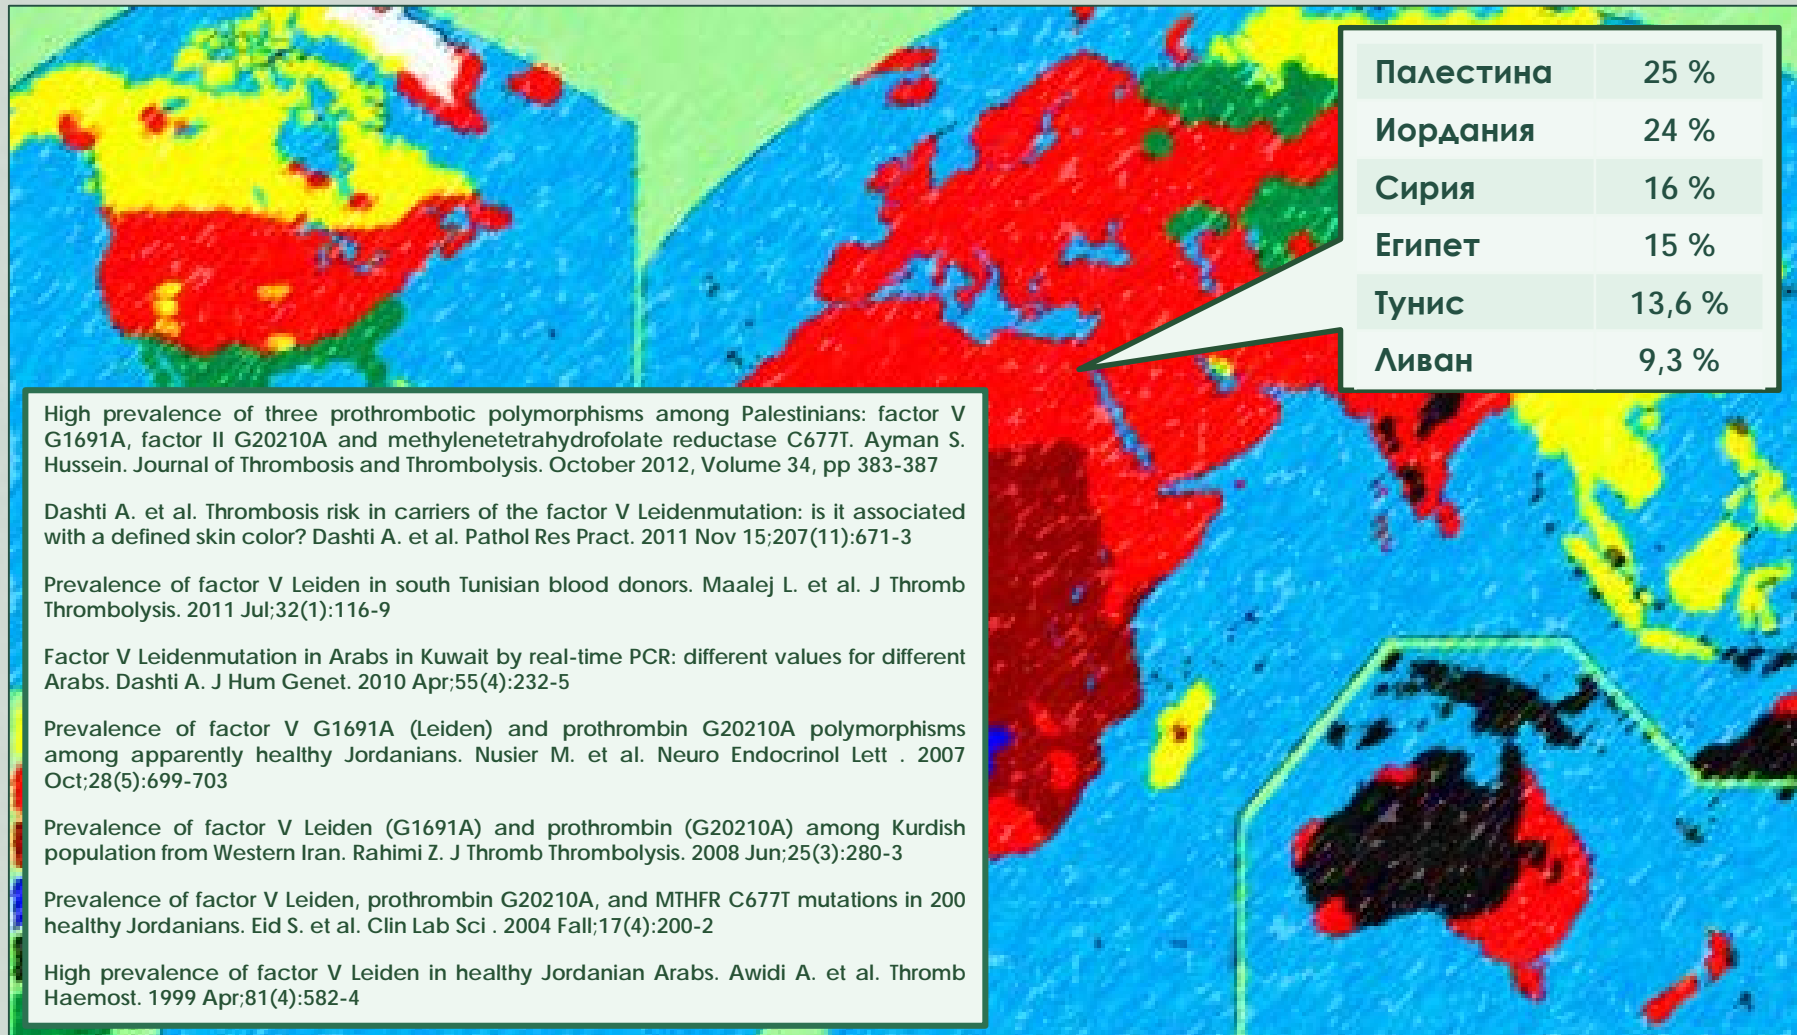 Палестина 25 %
Иордания 24 %
Сирия 16 %
Египет 15 %
Тунис 13,6 %
Ливан 9,3 %
High prevalence of three prothrombotic polymorphisms among Palestinians: factor V
G1691A, factor II G20210A and methylenetetrahydrofolate reductase C677T. Ayman S.
Hussein. Journal of Thrombosis and Thrombolysis. October 2012, Volume 34, pp 383-387
Dashti A. et al. Thrombosis risk in carriers of the factor V Leidenmutation: is it associated
with a defined skin color? Dashti A. et al. Pathol Res Pract. 2011 Nov 15;207(11):671-3
Prevalence of factor V Leiden in south Tunisian blood donors. Maalej L. et al. J Thromb
Thrombolysis. 2011 Jul;32(1):116-9
Factor V Leidenmutation in Arabs in Kuwait by real-time PCR: different values for different
Arabs. Dashti A. J Hum Genet. 2010 Apr;55(4):232-5
Prevalence of factor V G1691A (Leiden) and prothrombin G20210A polymorphisms
among apparently healthy Jordanians. Nusier M. et al. Neuro Endocrinol Lett . 2007
Oct;28(5):699-703
Prevalence of factor V Leiden (G1691A) and prothrombin (G20210A) among Kurdish
population from Western Iran. Rahimi Z. J Thromb Thrombolysis. 2008 Jun;25(3):280-3
Prevalence of factor V Leiden, prothrombin G20210A, and MTHFR C677T mutations in 200
healthy Jordanians. Eid S. et al. Clin Lab Sci . 2004 Fall;17(4):200-2
High prevalence of factor V Leiden in healthy Jordanian Arabs. Awidi A. et al. Thromb
Haemost. 1999 Apr;81(4):582-4